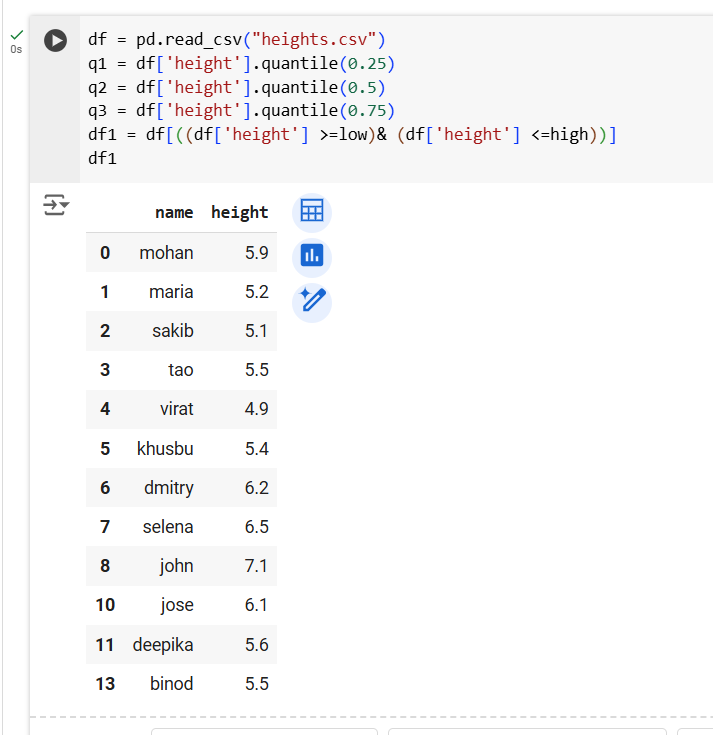 0s
df = pd.read_csv("heights.csv")
q1 = df['height'].quantile(0.25)
q2 = df['height'].quantile(0.5)
q3 = df['height'].quantile(0.75)
df1 = df[((df['height'] >=low)& (df['height'] <=high))]
df1
name height
0 mohan 5.9
1 maria 5.2
2 sakib 5.1
3 tao 5.5
4 virat 4.9
5 khusbu 5.4
6 dmitry 6.2
7 selena 6.5
8 john 7.1
10 jose 6.1
11 deepika 5.6
13 binod 5.5